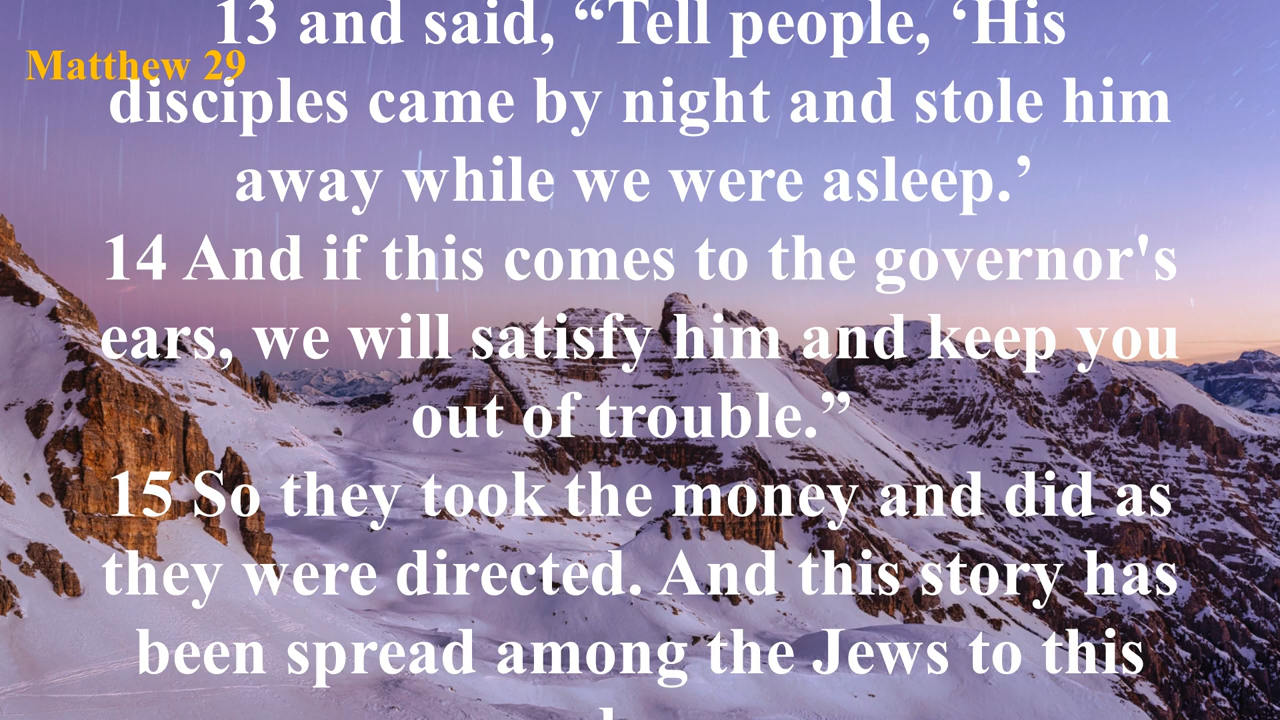 13 and said, “Tell people, ‘His
Matthew 29
disciples came by night and stole him
away while we were asleep.’
14 And if this comes to the governor's
ears, we will satisfy him and keep you
out of trouble.”
15 So they took the money and did as
they were directed. And this story has
been spread among the Jews to this